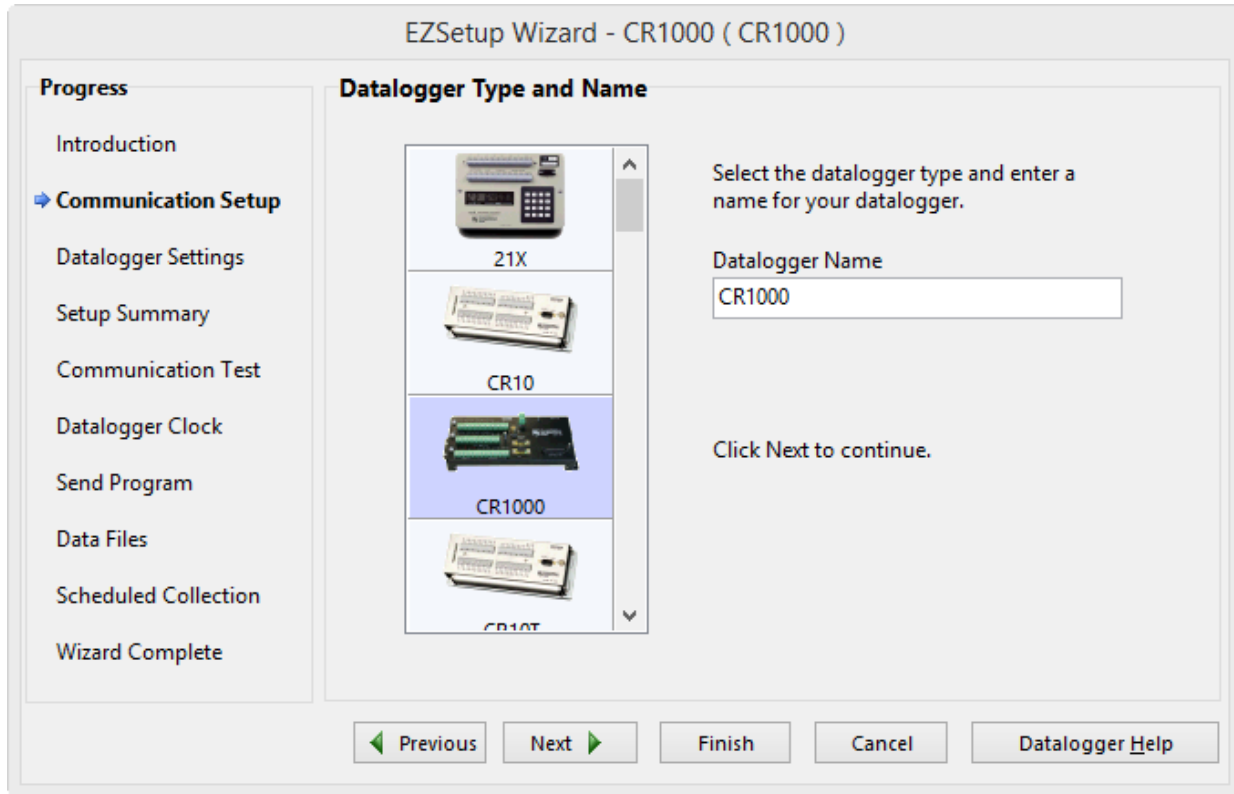 EZSetup Wizard - CR1000 ( CR1000 )
Progress
Introduction
Communication Setup
Datalogger Settings
Setup Summary
Communication Test
Datalogger Clock
Send Program
Data Files
Scheduled Collection
Wizard Complete
Datalogger Type and Name
21X
CR10
CR1000
CR10T
Select the datalogger type and enter a
name for your datalogger.
Datalogger Name
CR1000
Click Next to continue.
Previous
Next
Finish
Cancel
Datalogger Help